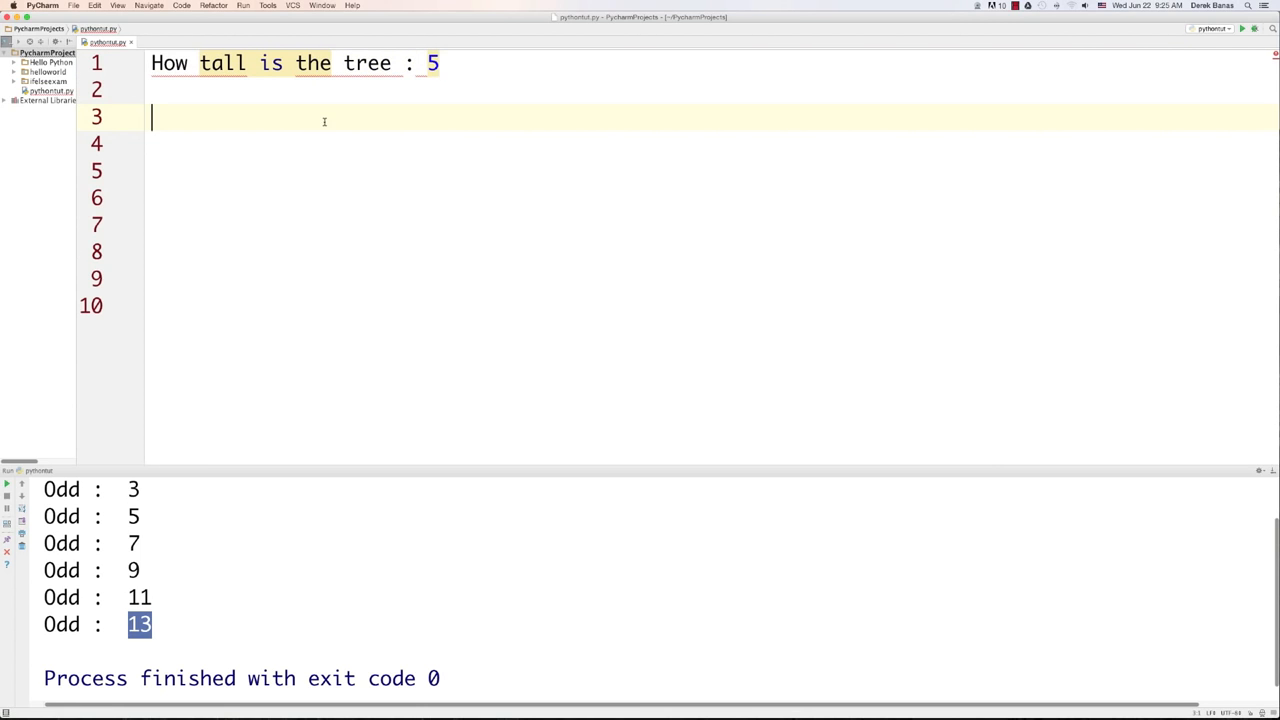 PyCharm File Edit View Navigate Code Refactor Run Tools VCS Window Help 10 Wed Jun 22 9:25 AM Derek Banas
pythontut.py - PycharmProjects - [~/PycharmProjects]
PycharmProjects pythontut.py pythontut
pythontut.py ×
PycharmProject
Hello Python
helloworld
ifelseexam
pythontut.py
External Librarie
1 How tall is the tree : 5
2
3
4
5
6
7
8
9
10
Run pythontut
Odd : 3
Odd : 5
Odd : 7
Odd : 9
Odd : 11
Odd : 13
Process finished with exit code 0
3:1 LF÷ UTF-8÷